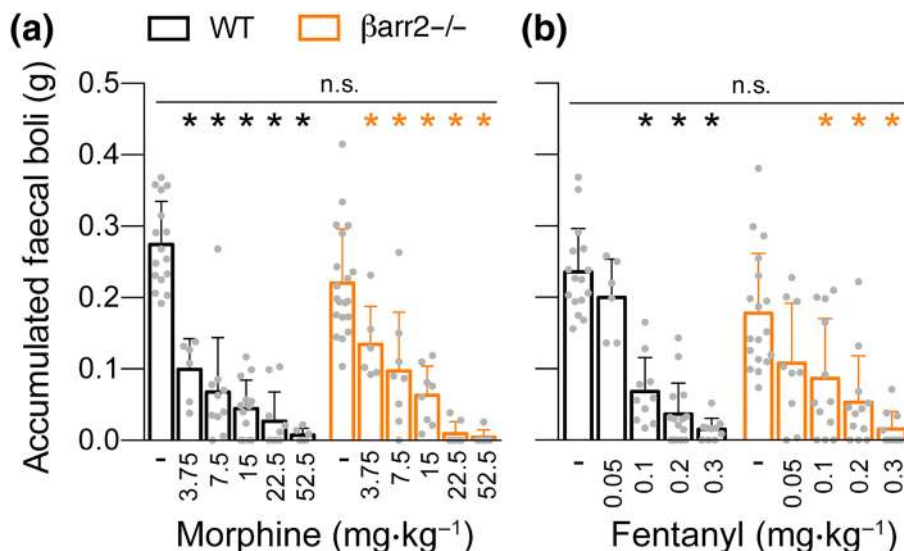 (a) WT βarr2−/− (b)
Accumulated faecal boli (g)
0.5
0.4
0.3
0.2
0.1
0.0
n.s.
* * * * * * * * * *
- 3.75 7.5 15 22.5 52.5 - 3.75 7.5 15 22.5 52.5
Morphine (mg·kg⁻¹)
n.s.
* * * * * *
- 0.05 0.1 0.2 0.3 - 0.05 0.1 0.2 0.3
Fentanyl (mg·kg⁻¹)